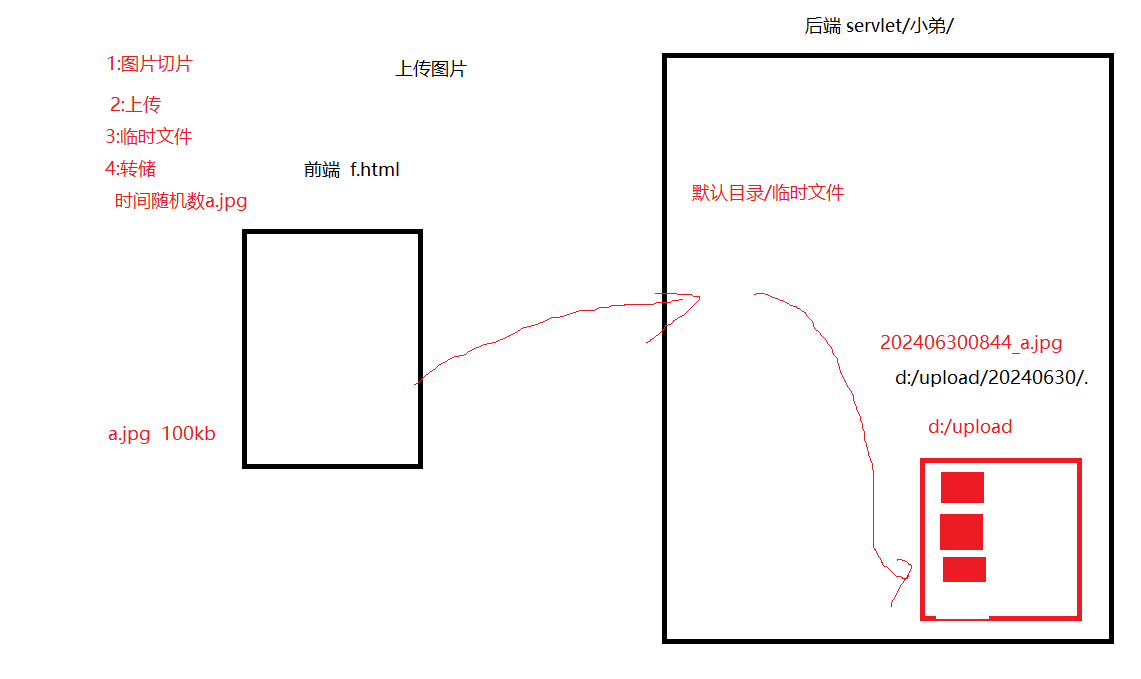 后端 servlet/小弟/
1:图片切片
上传图片
2:上传
3:临时文件
4:转储
前端  f.html
时间随机数a.jpg
默认目录/临时文件
202406300844_a.jpg
d:/upload/20240630/.
d:/upload
a.jpg  100kb